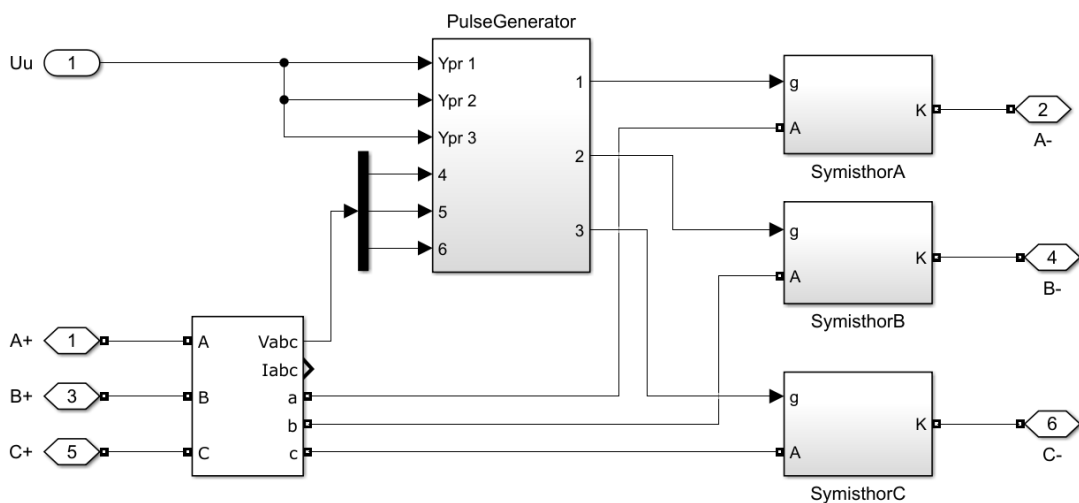 PulseGenerator
Uu
1
Ypr 1
Ypr 2
Ypr 3
4
5
6
1
2
3
g
A
K
SymisthorA
2
A-
g
A
K
SymisthorB
4
B-
A+
1
B+
3
C+
5
A
B
C
Vabc
Iabc
a
b
c
g
A
K
SymisthorC
6
C-